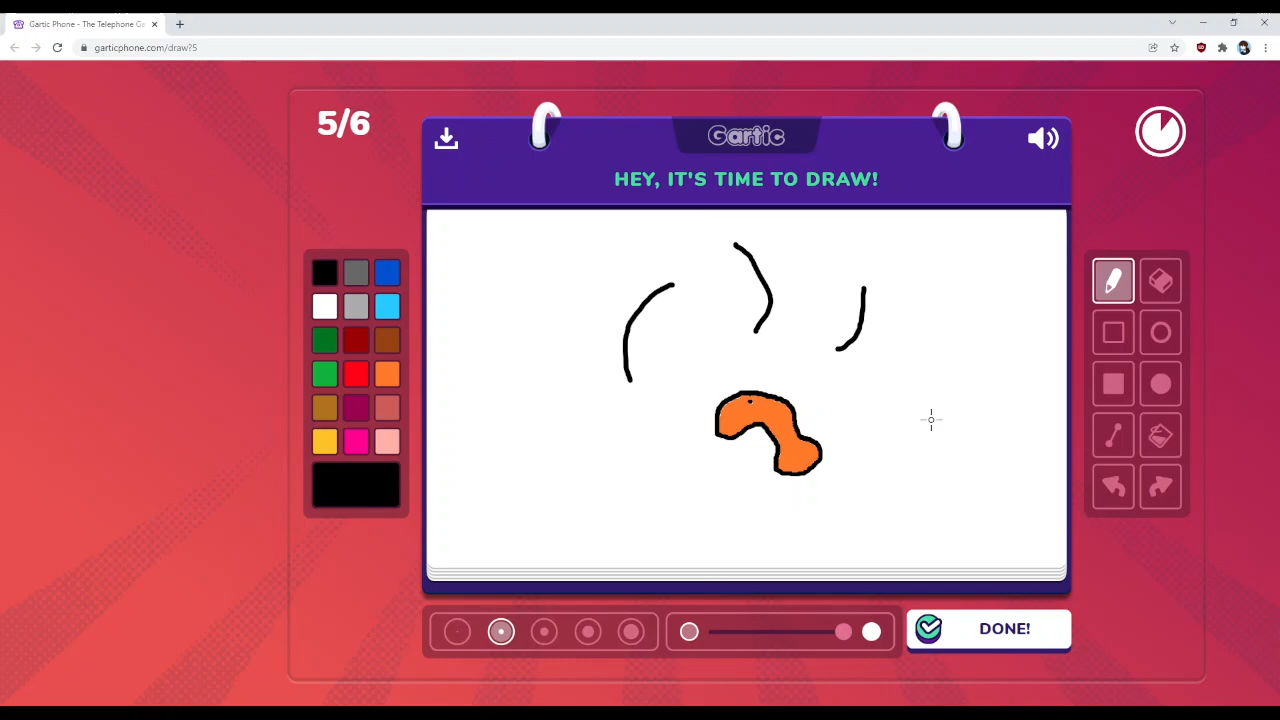 Gartic Phone - The Telephone Ga
garticphone.com/draw?5
5/6
Gartic
HEY, IT'S TIME TO DRAW!
DONE!